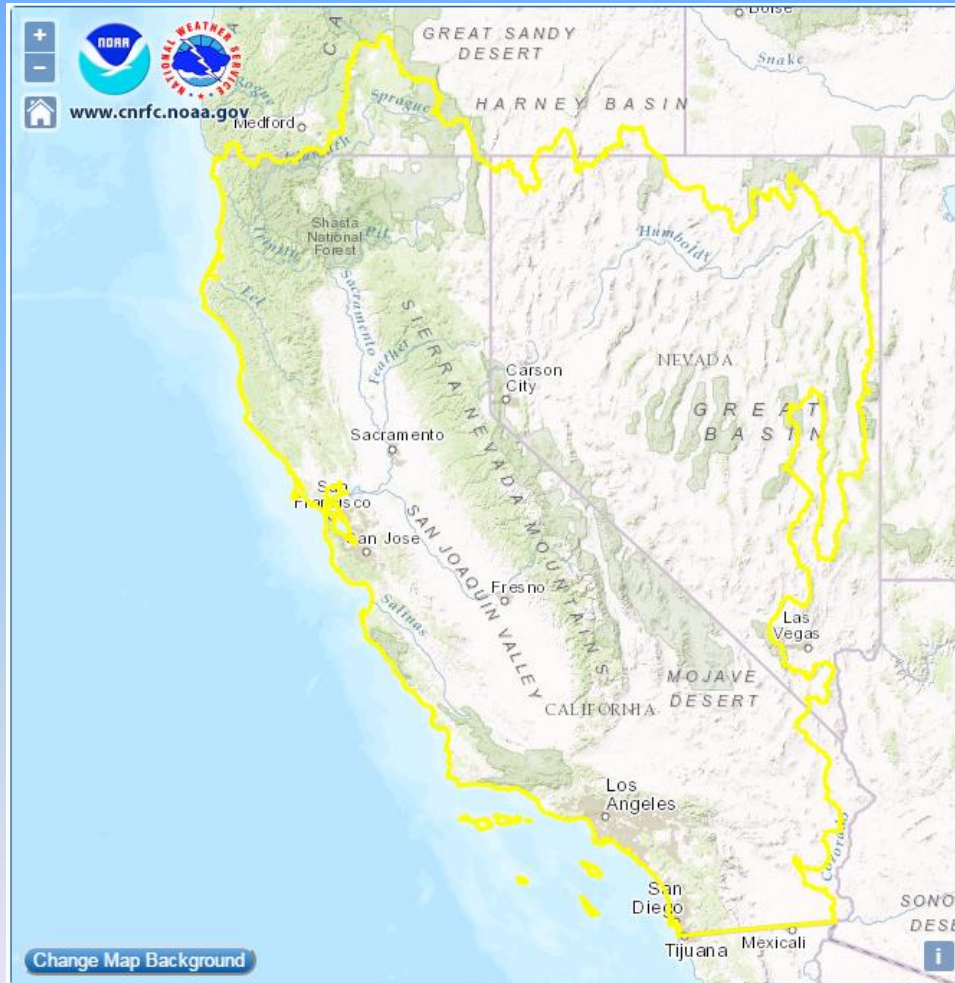 Boise
+
−
NOAA
NATIONAL WEATHER SERVICE
CA
GREAT SANDY
DESERT
Snake
Rogue
www.cnrfc.noaa.gov
Sprague
HARNEY BASIN
Medford
Klamath
Shasta
National
Forest
Pit
Trinity
Humboldt
Eel
Sacramento
Feather
SIERRA NEVADA MOUNTAINS
NEVADA
Carson
City
GREAT
BASIN
Sacramento
San
Francisco
San Jose
SAN JOAQUIN VALLEY
Fresno
Salinas
Las
Vegas
MOJAVE
DESERT
CALIFORNIA
Los
Angeles
Colorado
San
Diego
SONO
DESE
Tijuana
Mexicali
Change Map Background
i